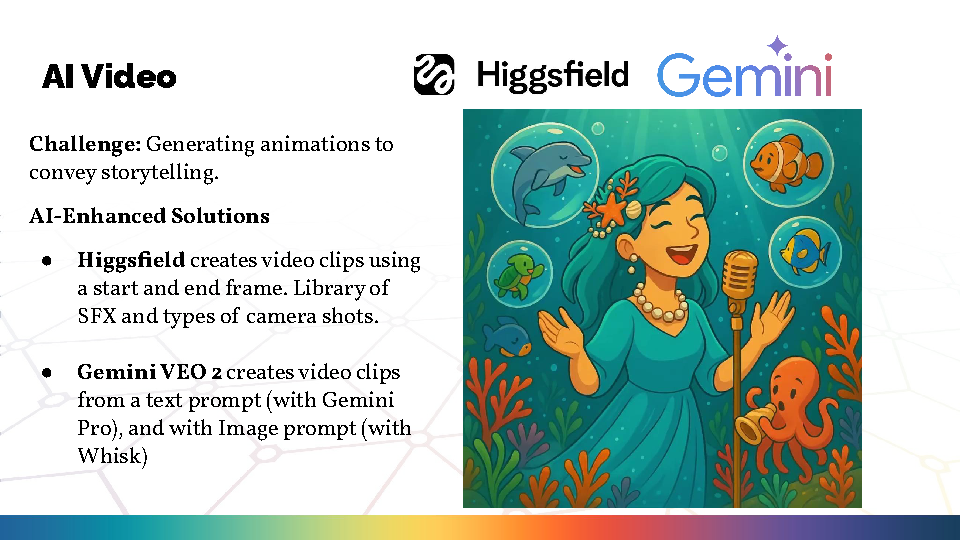 AI Video
Higgsfield
Gemini
Challenge: Generating animations to
convey storytelling.
AI-Enhanced Solutions
● Higgsfield creates video clips using
a start and end frame. Library of
SFX and types of camera shots.
● Gemini VEO 2 creates video clips
from a text prompt (with Gemini
Pro), and with Image prompt (with
Whisk)